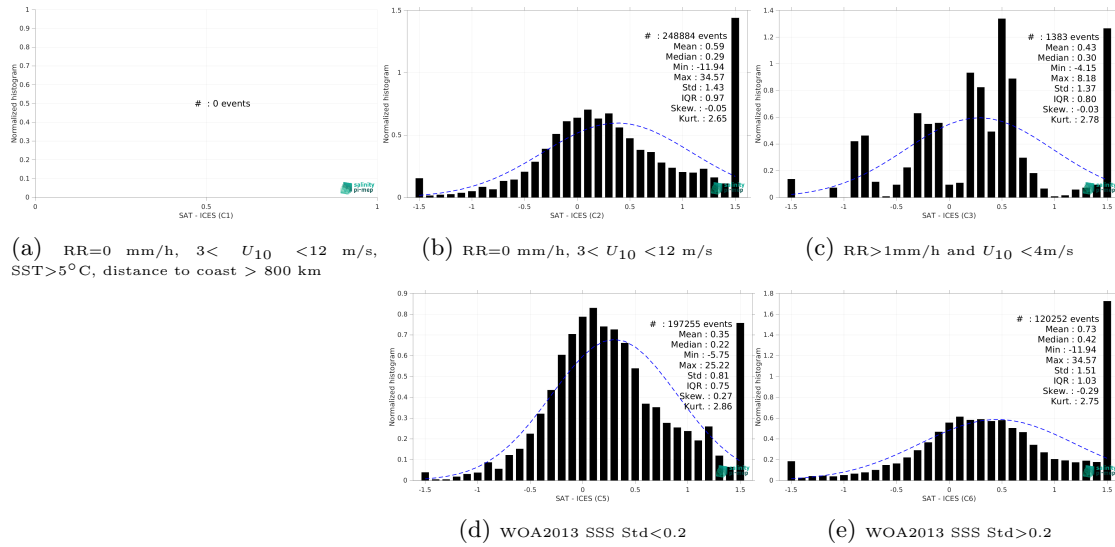 1
0.9
0.8
0.7
0.6
0.5
0.4
0.3
0.2
0.1
0
Normalized histogram
# : 0 events
salinity
pi-mep
0 0.5 1
SAT - ICES (C1)
(a) RR=0 mm/h, 3< U10 <12 m/s,
SST>5°C, distance to coast > 800 km
1.5
1
0.5
0
Normalized histogram
# : 248884 events
Mean : 0.59
Median : 0.29
Min : -11.94
Max : 34.57
Std : 1.43
IQR : 0.97
Skew. : -0.05
Kurt. : 2.65
salinity
pi-mep
-1.5 -1 -0.5 0 0.5 1 1.5
SAT - ICES (C2)
(b) RR=0 mm/h, 3< U10 <12 m/s
1.4
1.2
1
0.8
0.6
0.4
0.2
0
Normalized histogram
# : 1383 events
Mean : 0.43
Median : 0.30
Min : -4.15
Max : 8.18
Std : 1.37
IQR : 0.80
Skew. : -0.03
Kurt. : 2.78
salinity
pi-mep
-1.5 -1 -0.5 0 0.5 1 1.5
SAT - ICES (C3)
(c) RR>1mm/h and U10 <4m/s
0.9
0.8
0.7
0.6
0.5
0.4
0.3
0.2
0.1
0
Normalized histogram
# : 197255 events
Mean : 0.35
Median : 0.22
Min : -5.75
Max : 25.22
Std : 0.81
IQR : 0.75
Skew. : 0.27
Kurt. : 2.86
salinity
pi-mep
-1.5 -1 -0.5 0 0.5 1 1.5
SAT - ICES (C5)
(d) WOA2013 SSS Std<0.2
1.8
1.6
1.4
1.2
1
0.8
0.6
0.4
0.2
0
Normalized histogram
# : 120252 events
Mean : 0.73
Median : 0.42
Min : -11.94
Max : 34.57
Std : 1.51
IQR : 1.03
Skew. : -0.29
Kurt. : 2.75
salinity
pi-mep
-1.5 -1 -0.5 0 0.5 1 1.5
SAT - ICES (C6)
(e) WOA2013 SSS Std>0.2